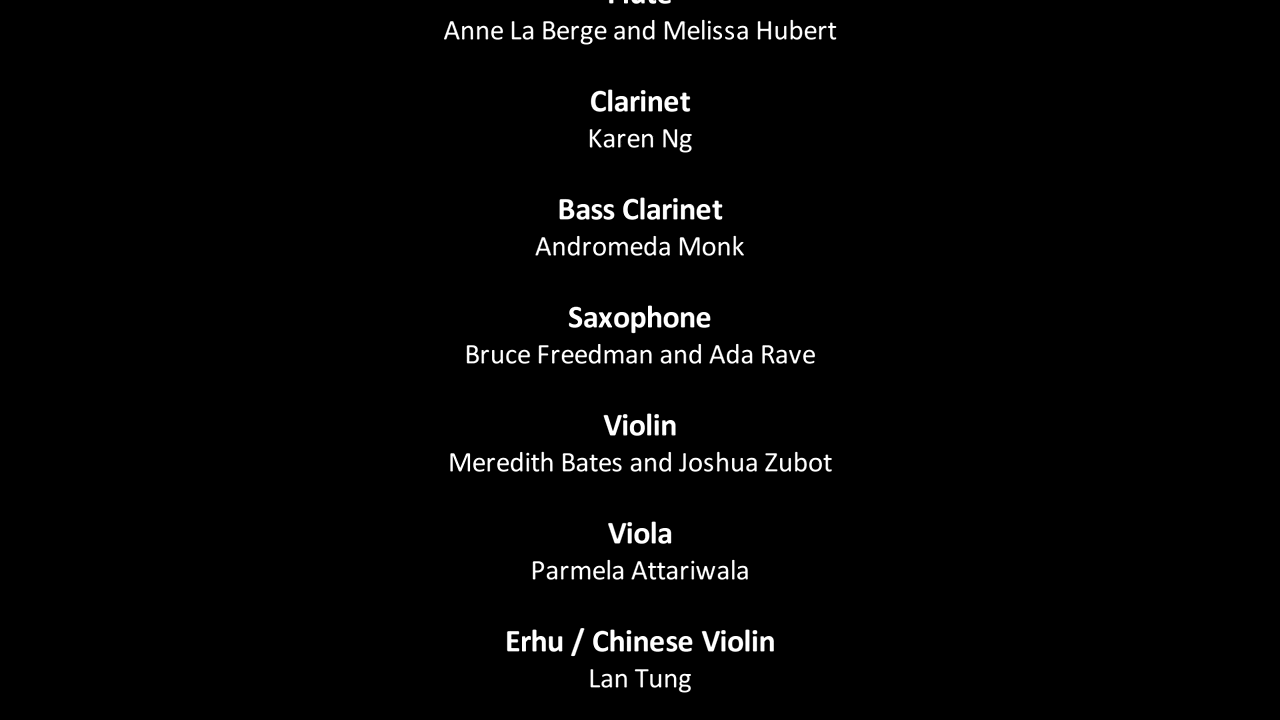 Flute
Anne La Berge and Melissa Hubert
Clarinet
Karen Ng
Bass Clarinet
Andromeda Monk
Saxophone
Bruce Freedman and Ada Rave
Violin
Meredith Bates and Joshua Zubot
Viola
Parmela Attariwala
Erhu / Chinese Violin
Lan Tung